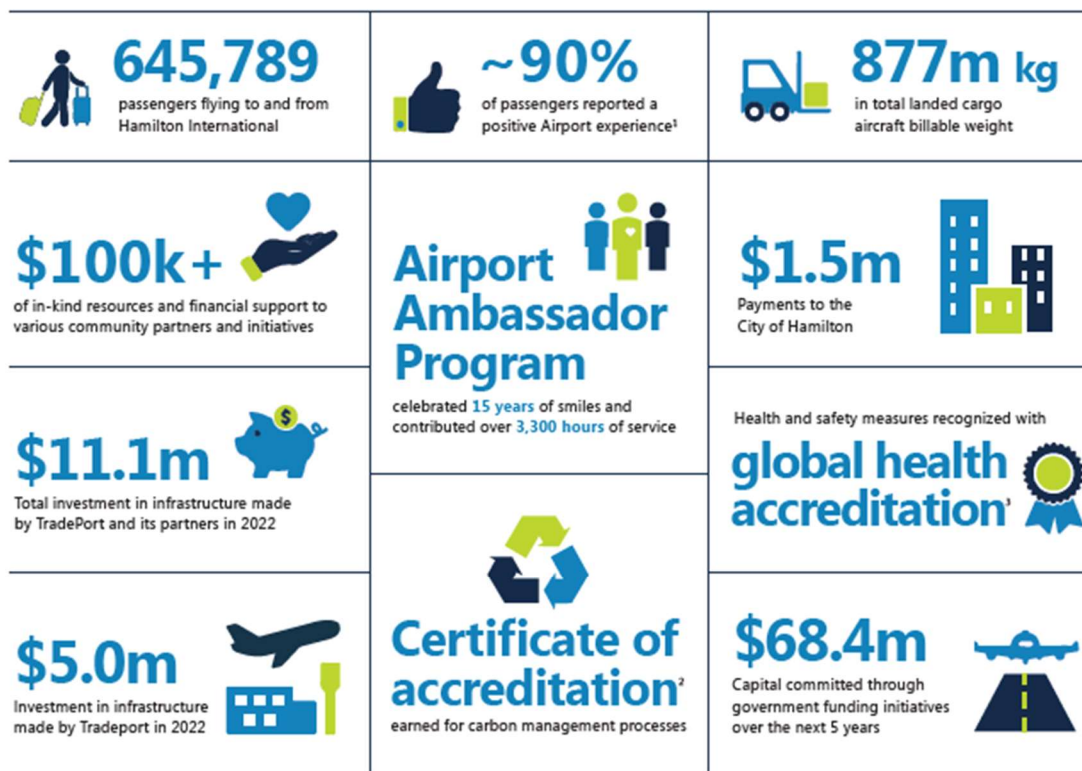 645,789
passengers flying to and from
Hamilton International
~90%
of passengers reported a
positive Airport experience¹
877m kg
in total landed cargo
aircraft billable weight
$100k+
of in-kind resources and financial support to
various community partners and initiatives
Airport
Ambassador
Program
celebrated 15 years of smiles and
contributed over 3,300 hours of service
$1.5m
Payments to the
City of Hamilton
$
$11.1m
Total investment in infrastructure made
by TradePort and its partners in 2022
Health and safety measures recognized with
global health
accreditation³
$5.0m
Investment in infrastructure
made by Tradeport in 2022
Certificate of
accreditation²
earned for carbon management processes
$68.4m
Capital committed through
government funding initiatives
over the next 5 years